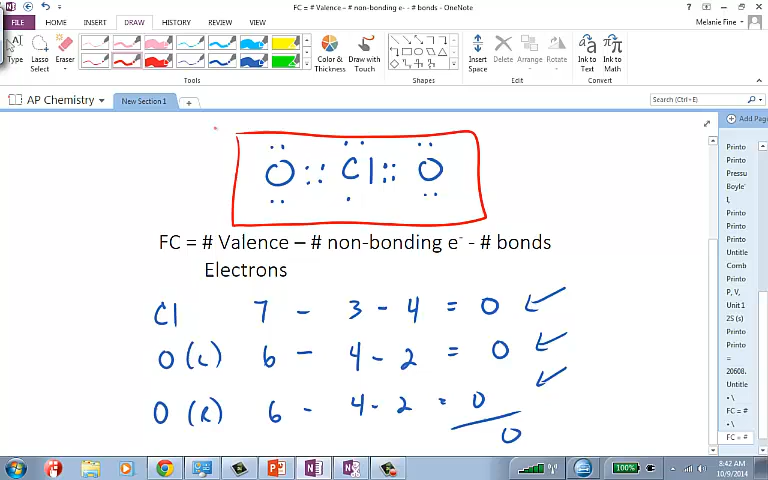 FC = # Valence – # non-bonding e- - # bonds - OneNote
FILE HOME INSERT DRAW HISTORY REVIEW VIEW
Melanie Fine
Type Lasso Select Eraser
Color & Thickness Draw with Touch
Insert Space Delete Arrange Rotate
Ink to Text Ink to Math
Tools Shapes Edit Convert
AP Chemistry New Section 1
Search (Ctrl+E)
Add Page
O Cl O
FC = # Valence – # non-bonding e- - # bonds
Electrons
Cl 7 - 3 - 4 = 0
O (L) 6 - 4 - 2 = 0
O (R) 6 - 4 - 2 = 0
0
Printo
Printo
Pressu
Boyle'
I,
Printo
Printo
Printo
Untitle
Comb
Printo
P, V,
Unit 1
2S (s)
Printo
Printo
=
20608.
Untitle
• \
FC = #
• \
FC = #
100%
8:42 AM
10/9/2014